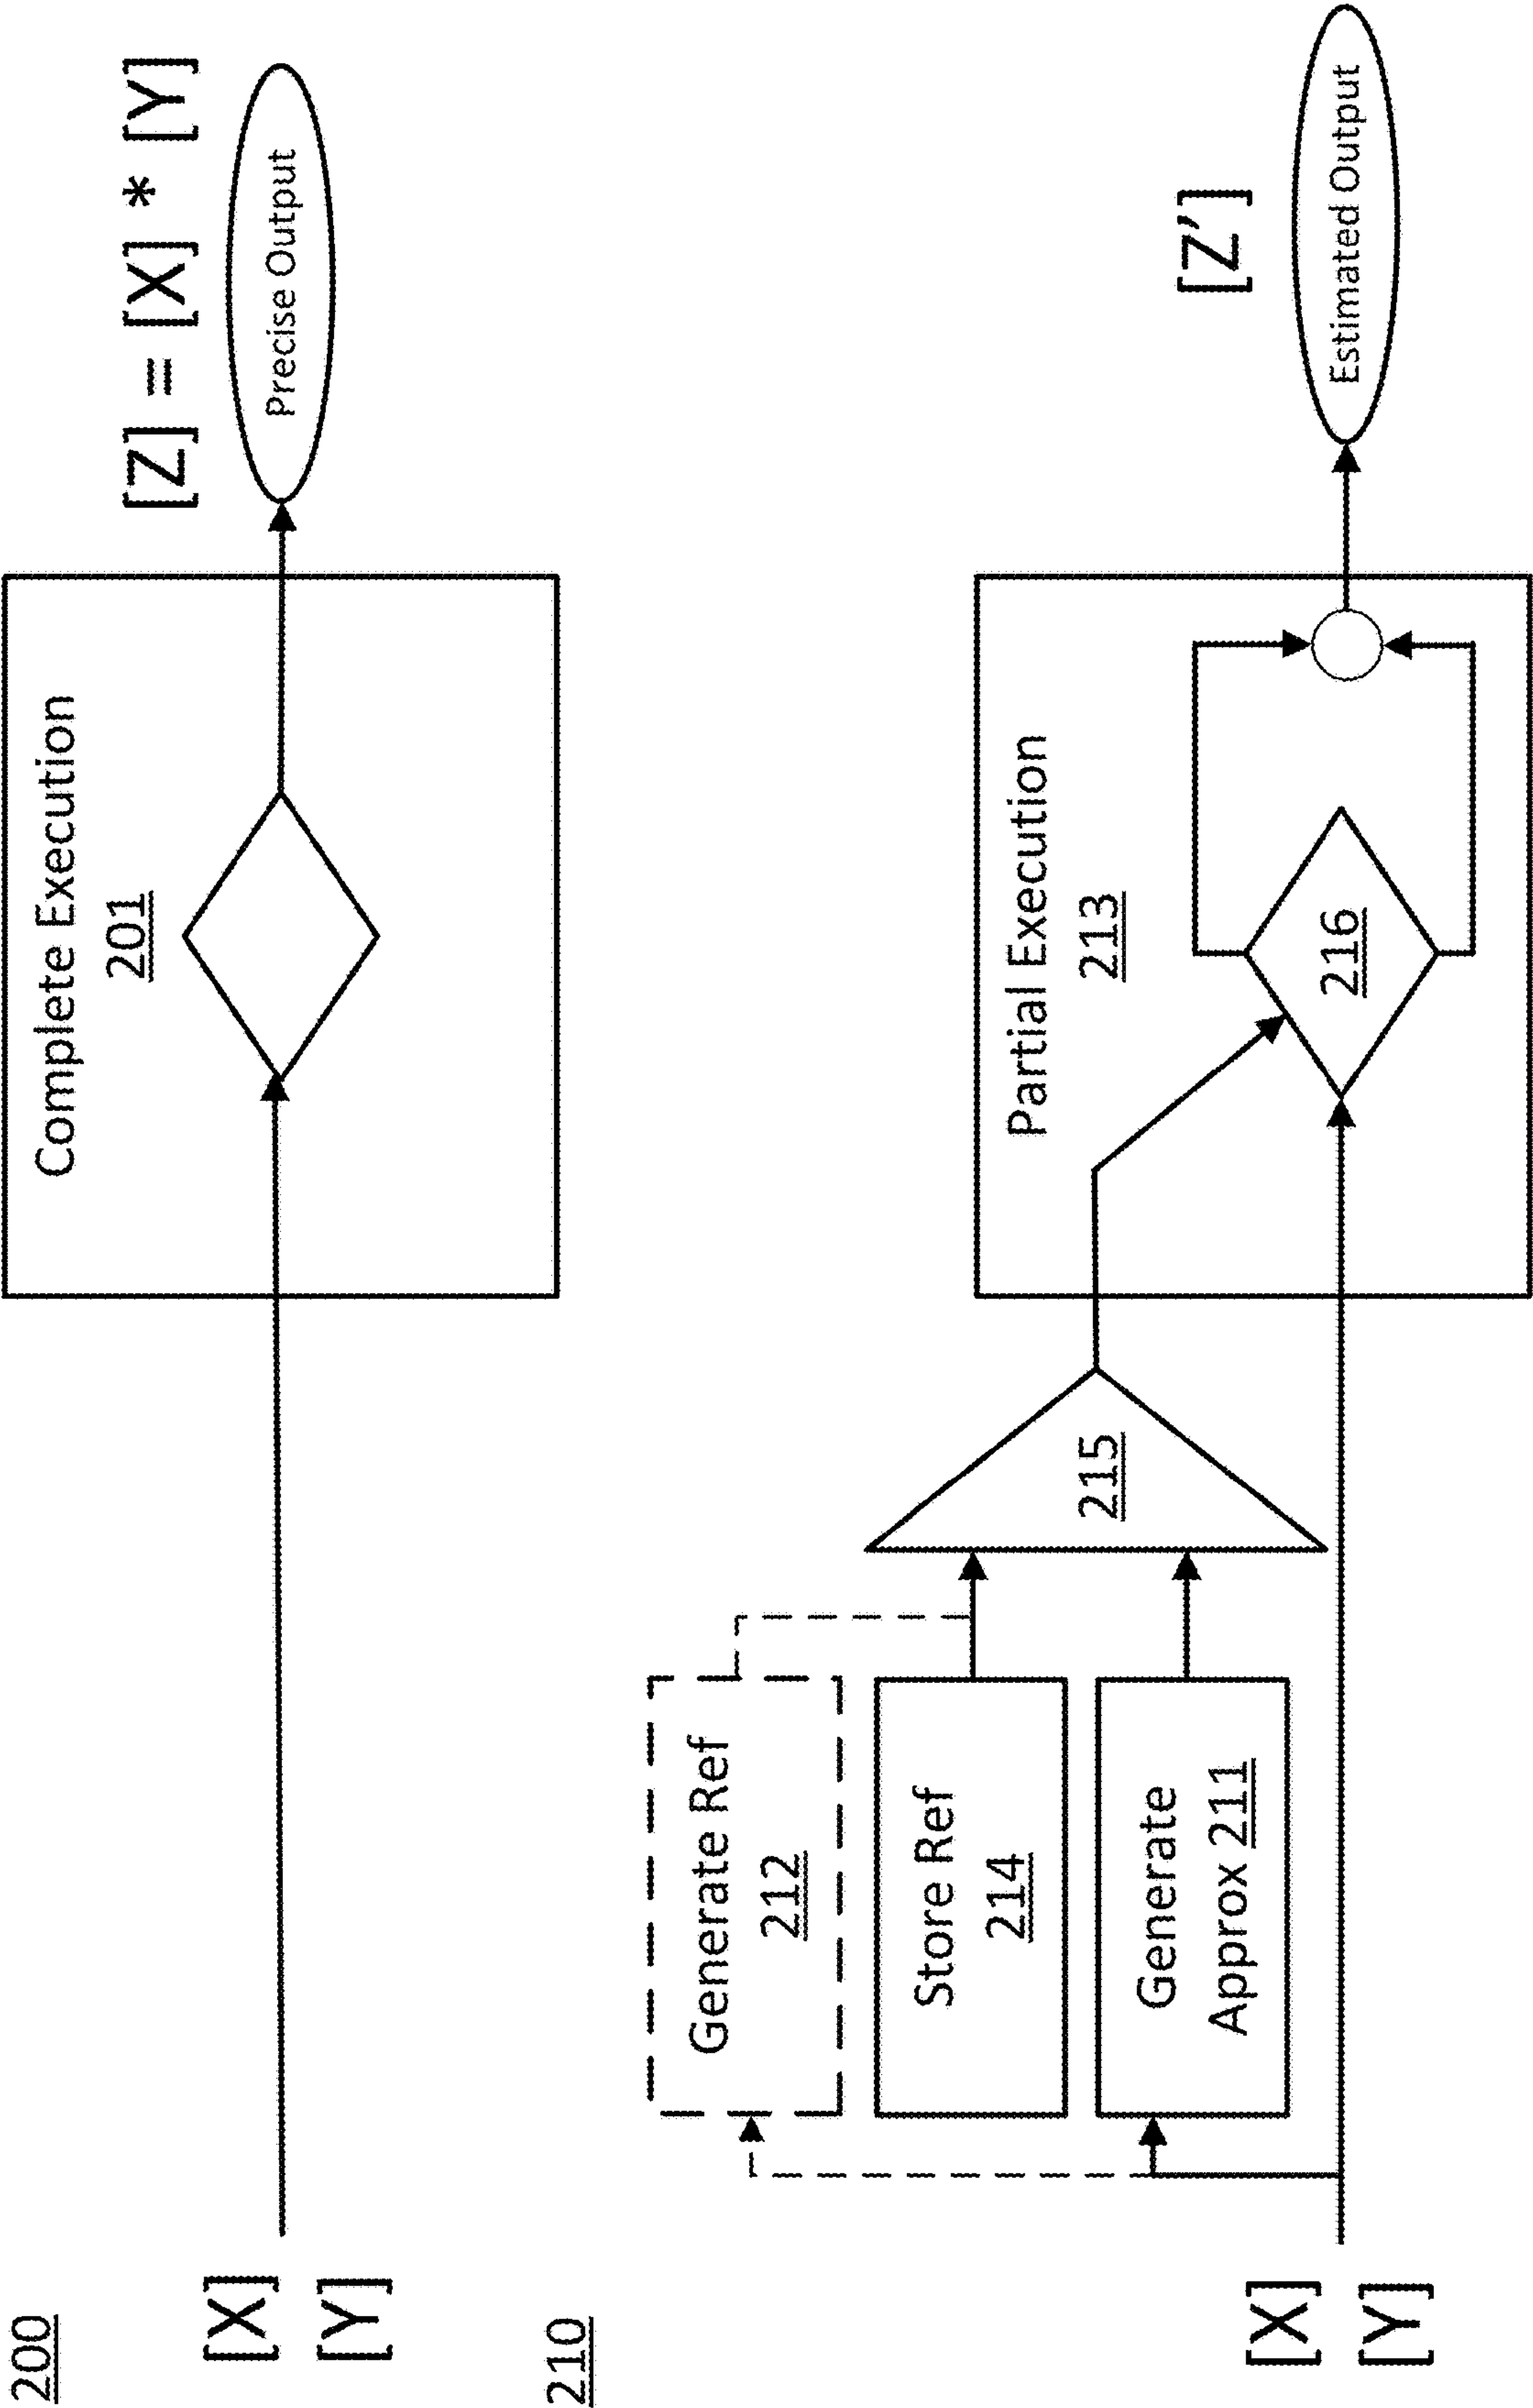 200
[X]
[Y]
Complete Execution
201
[Z] = [X] * [Y]
Precise Output
210
[X]
[Y]
Generate Ref
212
Store Ref
214
Generate
Approx 211
215
Partial Execution
213
216
[Z']
Estimated Output